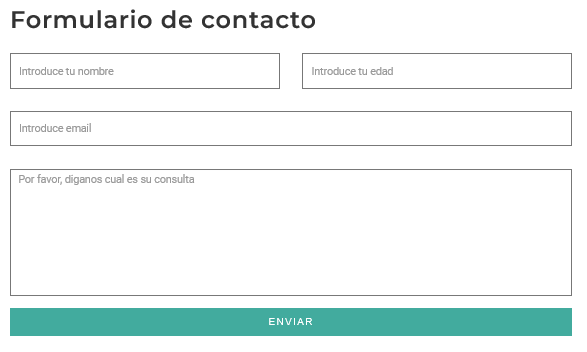 Formulario de contacto
Introduce tu nombre
Introduce tu edad
Introduce email
Por favor, diganos cual es su consulta
ENVIAR